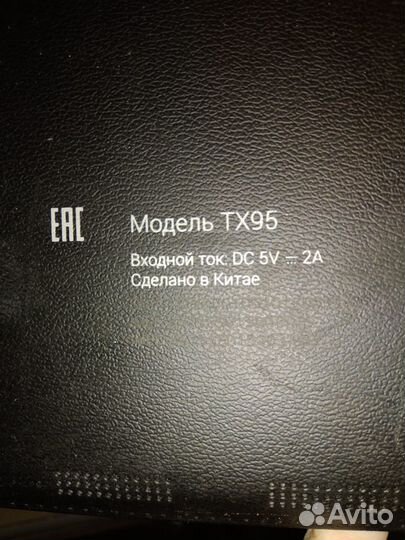 EAC
Модель TX95
Входной ток: DC 5V ⎓ 2A
Сделано в Китае
Avito